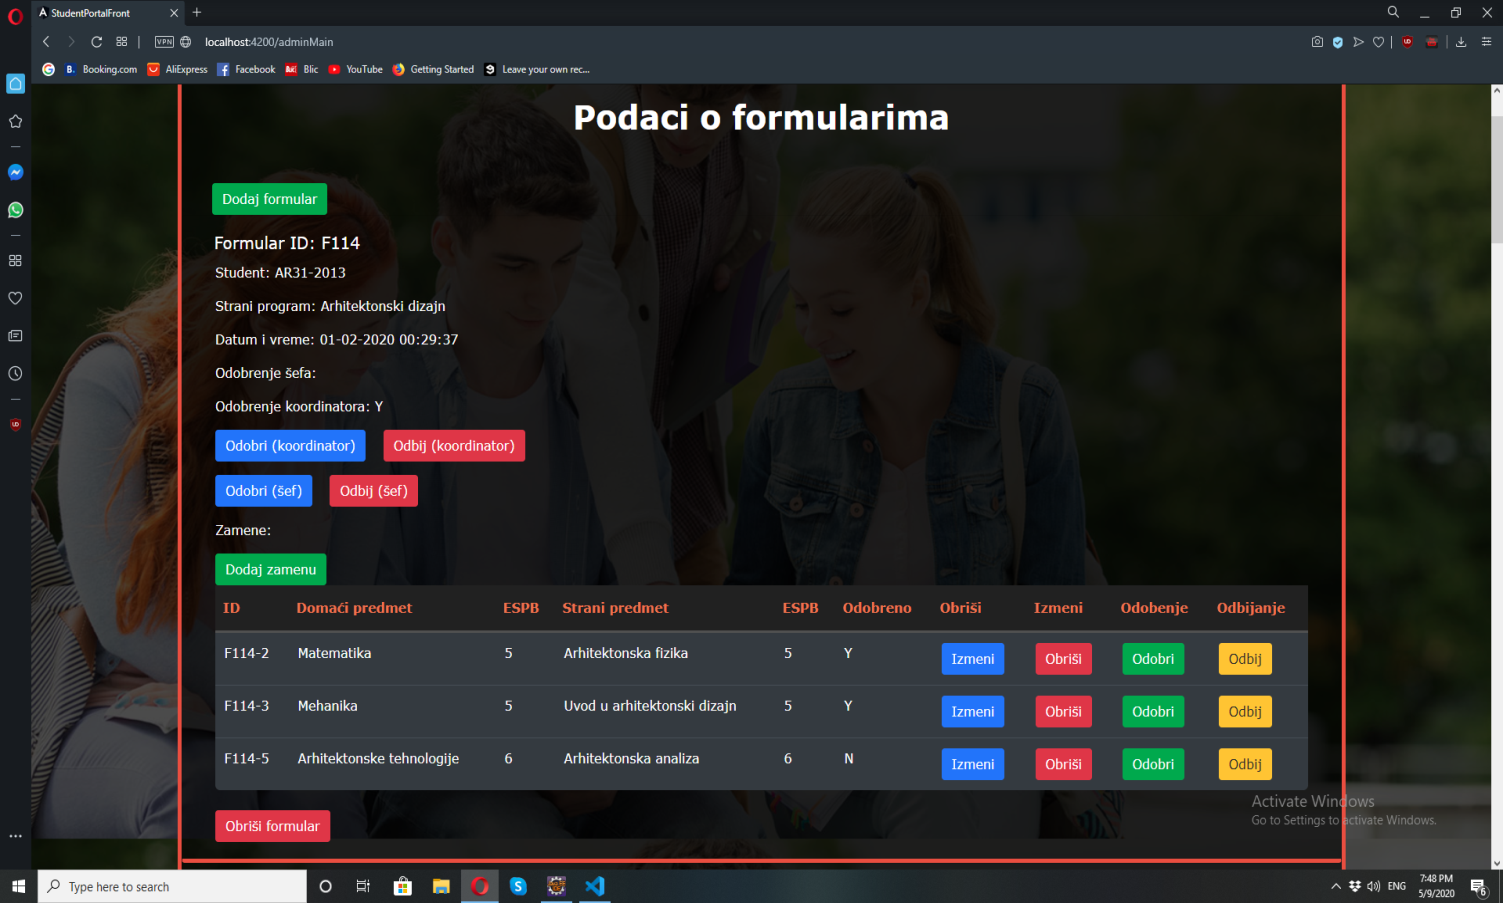 StudentPortalFront
VPN localhost:4200/adminMain
B. Booking.com AliExpress Facebook Blic YouTube Getting Started Leave your own rec...
Podaci o formularima
Dodaj formular
Formular ID: F114
Student: AR31-2013
Strani program: Arhitektonski dizajn
Datum i vreme: 01-02-2020 00:29:37
Odobrenje šefa:
Odobrenje koordinatora: Y
Odobri (koordinator) Odbij (koordinator)
Odobri (šef) Odbij (šef)
Zamene:
Dodaj zamenu
ID Domaći predmet ESPB Strani predmet ESPB Odobreno Obriši Izmeni Odobenje Odbijanje
F114-2 Matematika 5 Arhitektonska fizika 5 Y Izmeni Obriši Odobri Odbij
F114-3 Mehanika 5 Uvod u arhitektonski dizajn 5 Y Izmeni Obriši Odobri Odbij
F114-5 Arhitektonske tehnologije 6 Arhitektonska analiza 6 N Izmeni Obriši Odobri Odbij
Obriši formular
Activate Windows
Go to Settings to activate Windows.
Type here to search
ENG
7:48 PM
5/9/2020
6